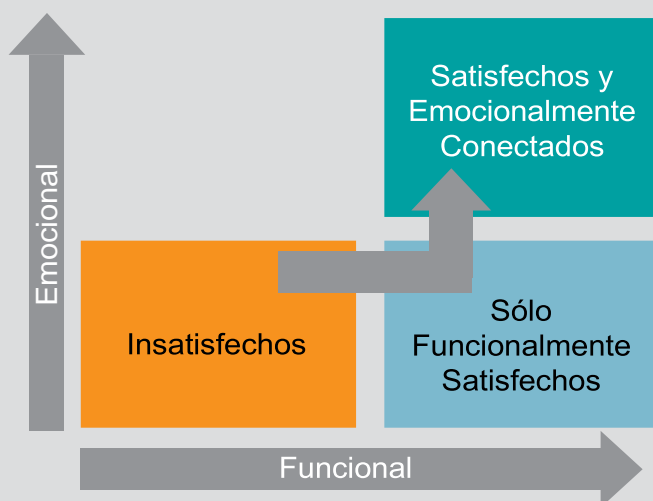 Satisfechos y
Emocionalmente
Conectados
Emocional
Insatisfechos
Sólo
Funcionalmente
Satisfechos
Funcional